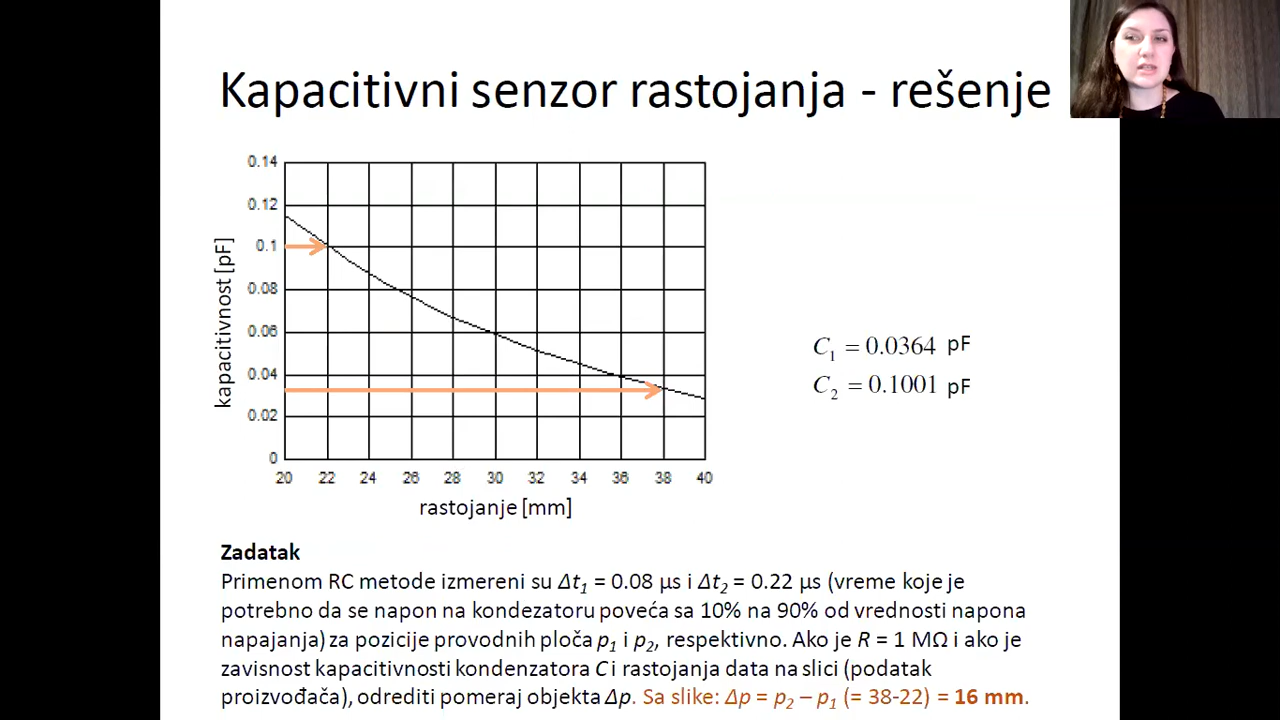 Kapacitivni senzor rastojanja - rešenje
0.14
0.12
0.1
0.08
0.06
0.04
0.02
0
kapacitivnost [pF]
20 22 24 26 28 30 32 34 36 38 40
rastojanje [mm]
C₁ = 0.0364 pF
C₂ = 0.1001 pF
Zadatak
Primenom RC metode izmereni su Δt₁ = 0.08 µs i Δt₂ = 0.22 µs (vreme koje je
potrebno da se napon na kondezatoru poveća sa 10% na 90% od vrednosti napona
napajanja) za pozicije provodnih ploča p₁ i p₂, respektivno. Ako je R = 1 MΩ i ako je
zavisnost kapacitivnosti kondenzatora C i rastojanja data na slici (podatak
proizvođača), odrediti pomeraj objekta Δp. Sa slike: Δp = p₂ – p₁ (= 38-22) = 16 mm.